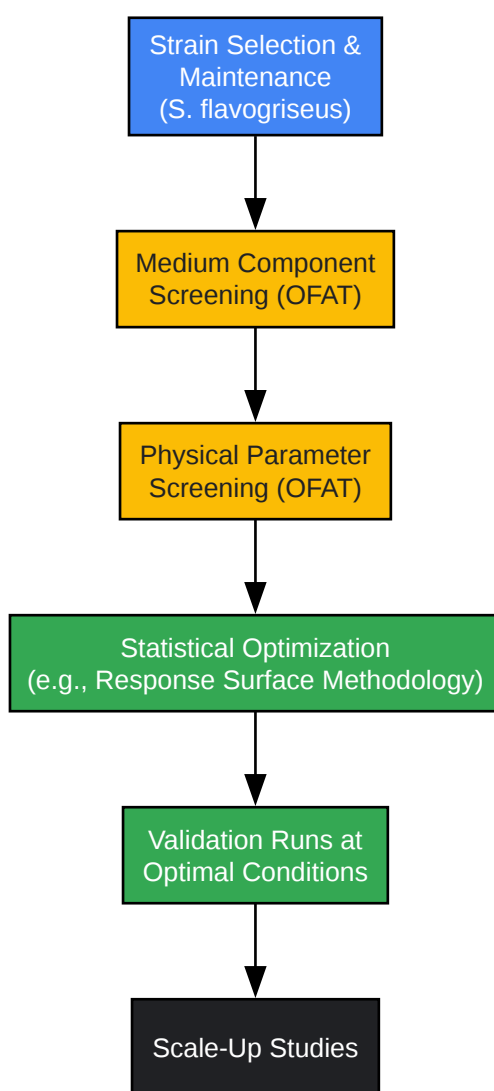 Strain Selection &
Maintenance
(S. flavogriseus)
Medium Component
Screening (OFAT)
Physical Parameter
Screening (OFAT)
Statistical Optimization
(e.g., Response Surface Methodology)
Validation Runs at
Optimal Conditions
Scale-Up Studies